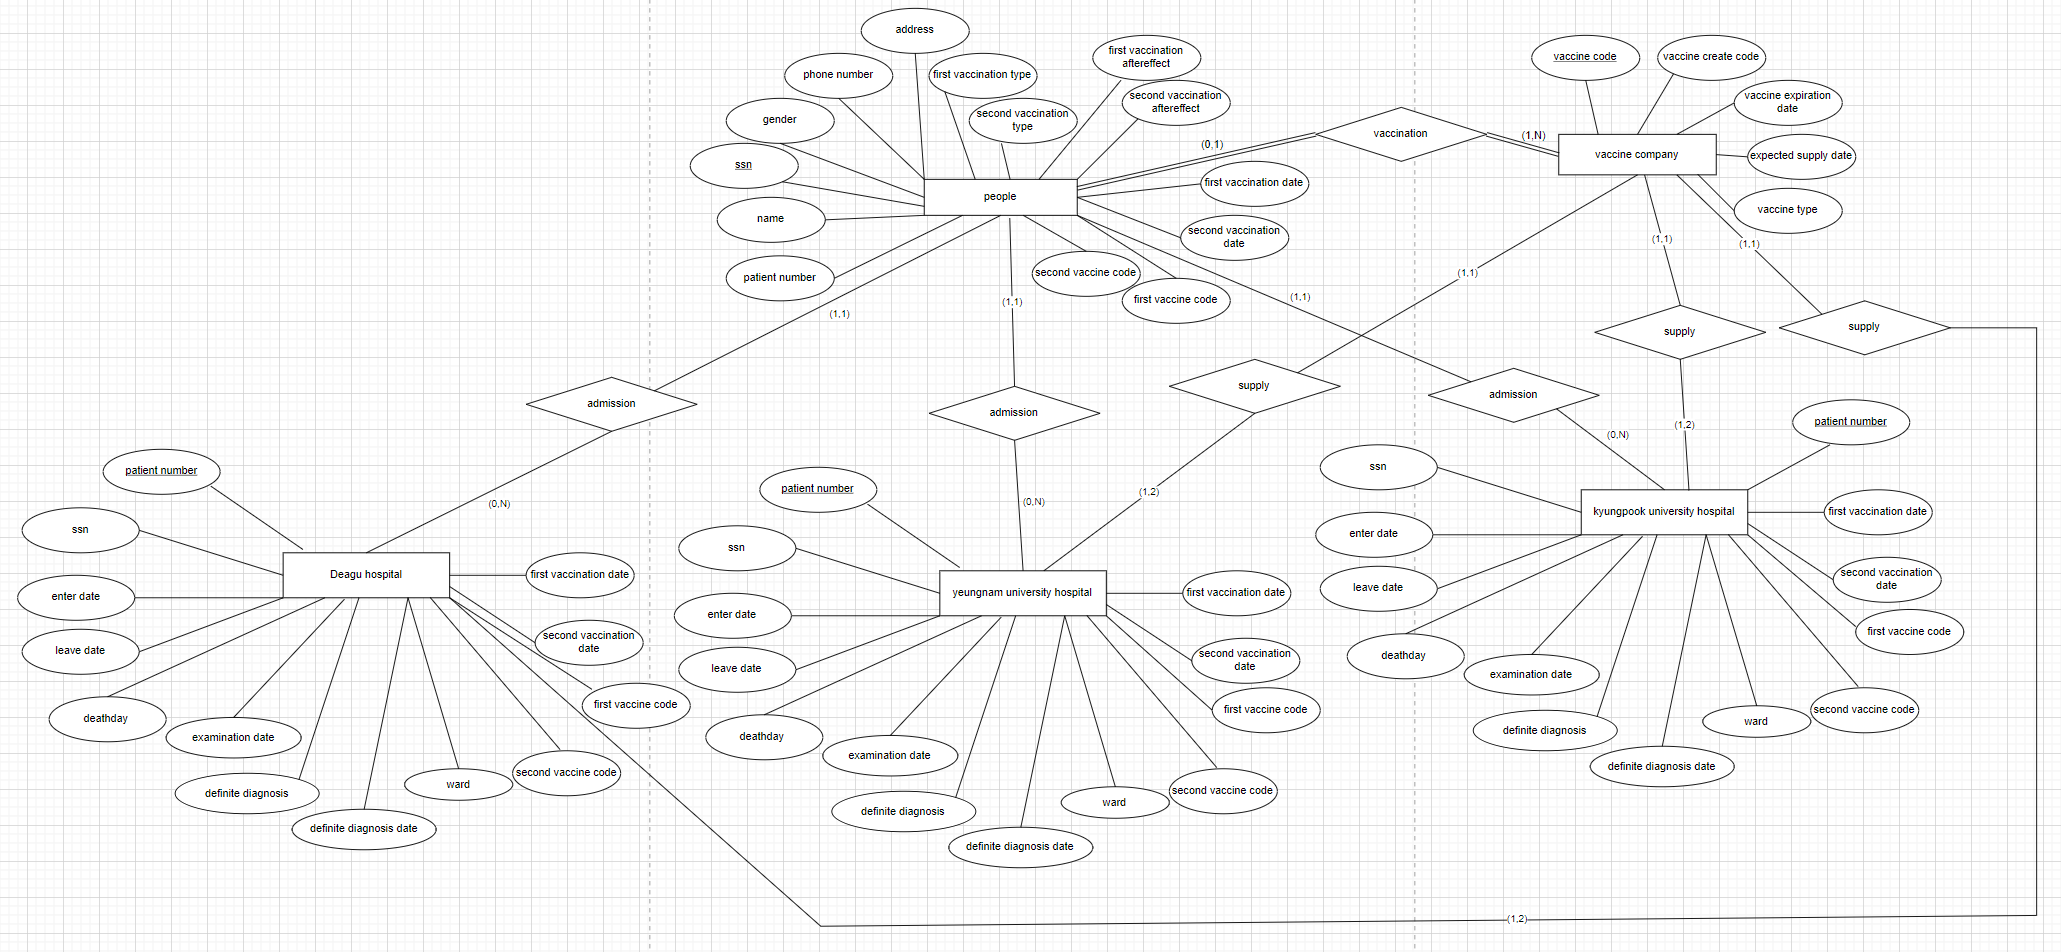 address
phone number
first vaccination type
first vaccination
aftereffect
second vaccination
aftereffect
gender
second vaccination
type
ssn
name
patient number
people
first vaccination date
second vaccination
date
second vaccine code
first vaccine code
(0,1)
vaccination
(1,N)
vaccine code
vaccine create code
vaccine expiration
date
vaccine company
expected supply date
vaccine type
(1,1)
(1,1)
(1,1)
(1,1)
(1,1)
(1,1)
admission
admission
supply
admission
supply
supply
(0,N)
(0,N)
(1,2)
(0,N)
(1,2)
patient number
ssn
enter date
leave date
deathday
examination date
definite diagnosis
definite diagnosis date
ward
second vaccine code
first vaccine code
second vaccination
date
first vaccination date
Deagu hospital
patient number
ssn
enter date
leave date
deathday
examination date
definite diagnosis
definite diagnosis date
ward
second vaccine code
first vaccine code
second vaccination
date
first vaccination date
yeungnam university hospital
patient number
ssn
enter date
leave date
deathday
examination date
definite diagnosis
definite diagnosis date
ward
second vaccine code
first vaccine code
second vaccination
date
first vaccination date
kyungpook university hospital
(1,2)